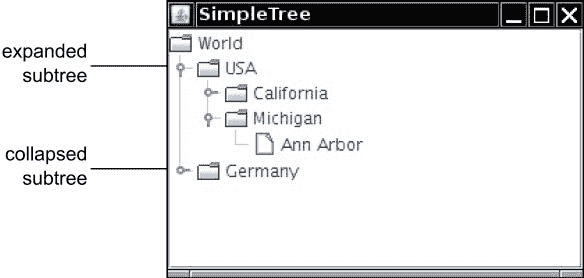 SimpleTree
World
expanded
subtree
USA
California
Michigan
Ann Arbor
collapsed
subtree
Germany